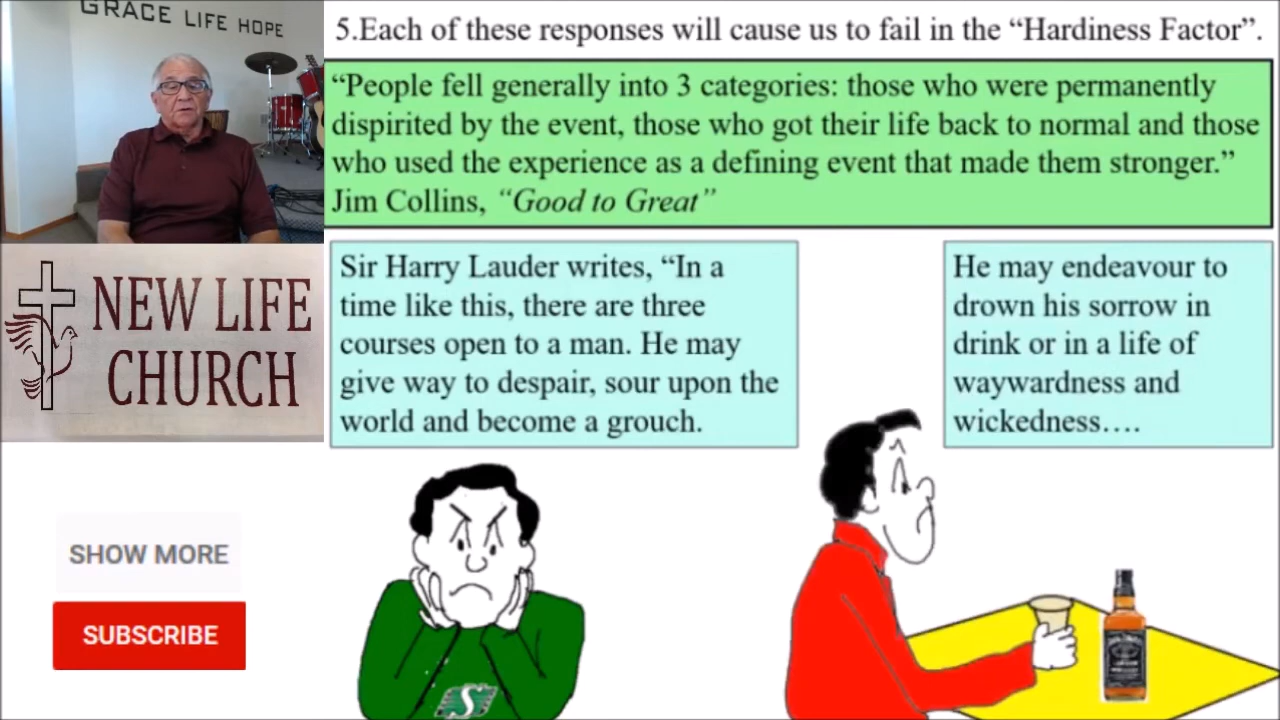 GRACE LIFE HOPE
5.Each of these responses will cause us to fail in the “Hardiness Factor”.
“People fell generally into 3 categories: those who were permanently
dispirited by the event, those who got their life back to normal and those
who used the experience as a defining event that made them stronger.”
Jim Collins, “Good to Great”
NEW LIFE
CHURCH
Sir Harry Lauder writes, “In a
time like this, there are three
courses open to a man. He may
give way to despair, sour upon the
world and become a grouch.
He may endeavour to
drown his sorrow in
drink or in a life of
waywardness and
wickedness….
SHOW MORE
SUBSCRIBE
S